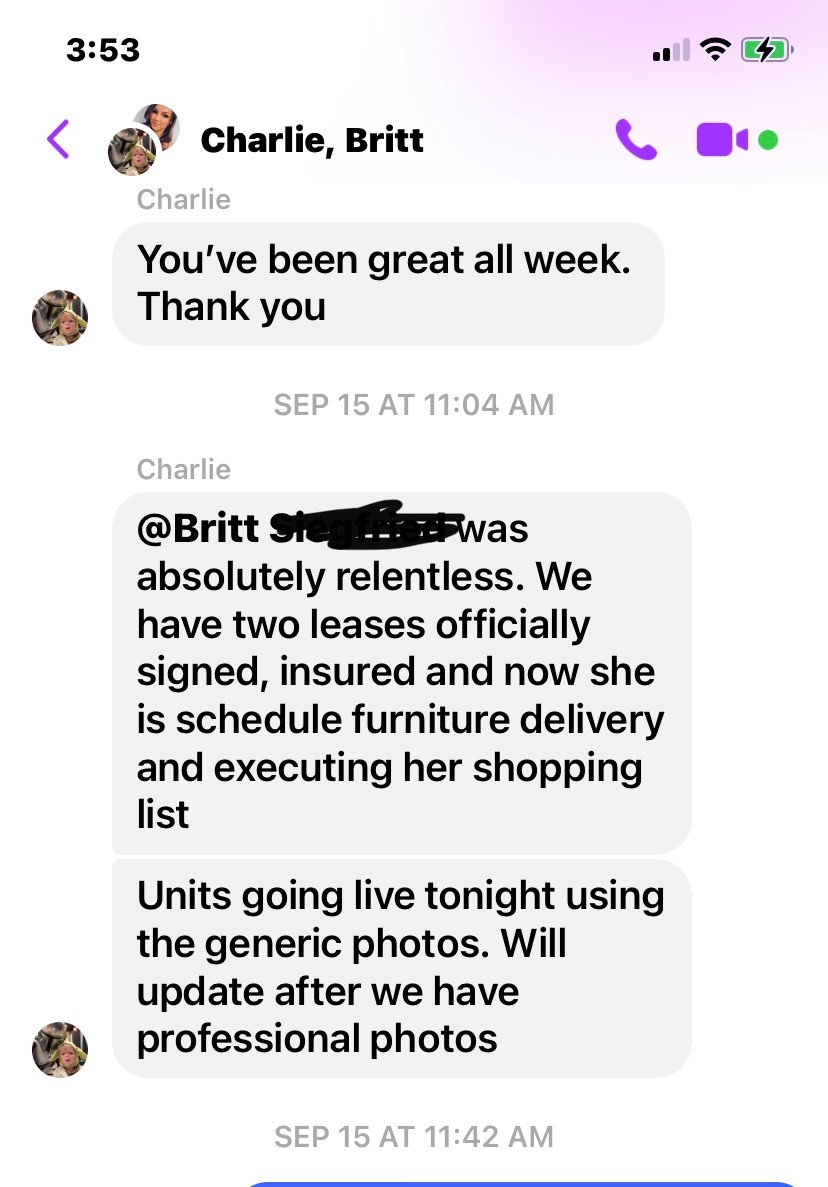 3:53
Charlie, Britt
Charlie
You’ve been great all week.
Thank you
SEP 15 AT 11:04 AM
Charlie
@Britt was
absolutely relentless. We
have two leases officially
signed, insured and now she
is schedule furniture delivery
and executing her shopping
list
Units going live tonight using
the generic photos. Will
update after we have
professional photos
SEP 15 AT 11:42 AM